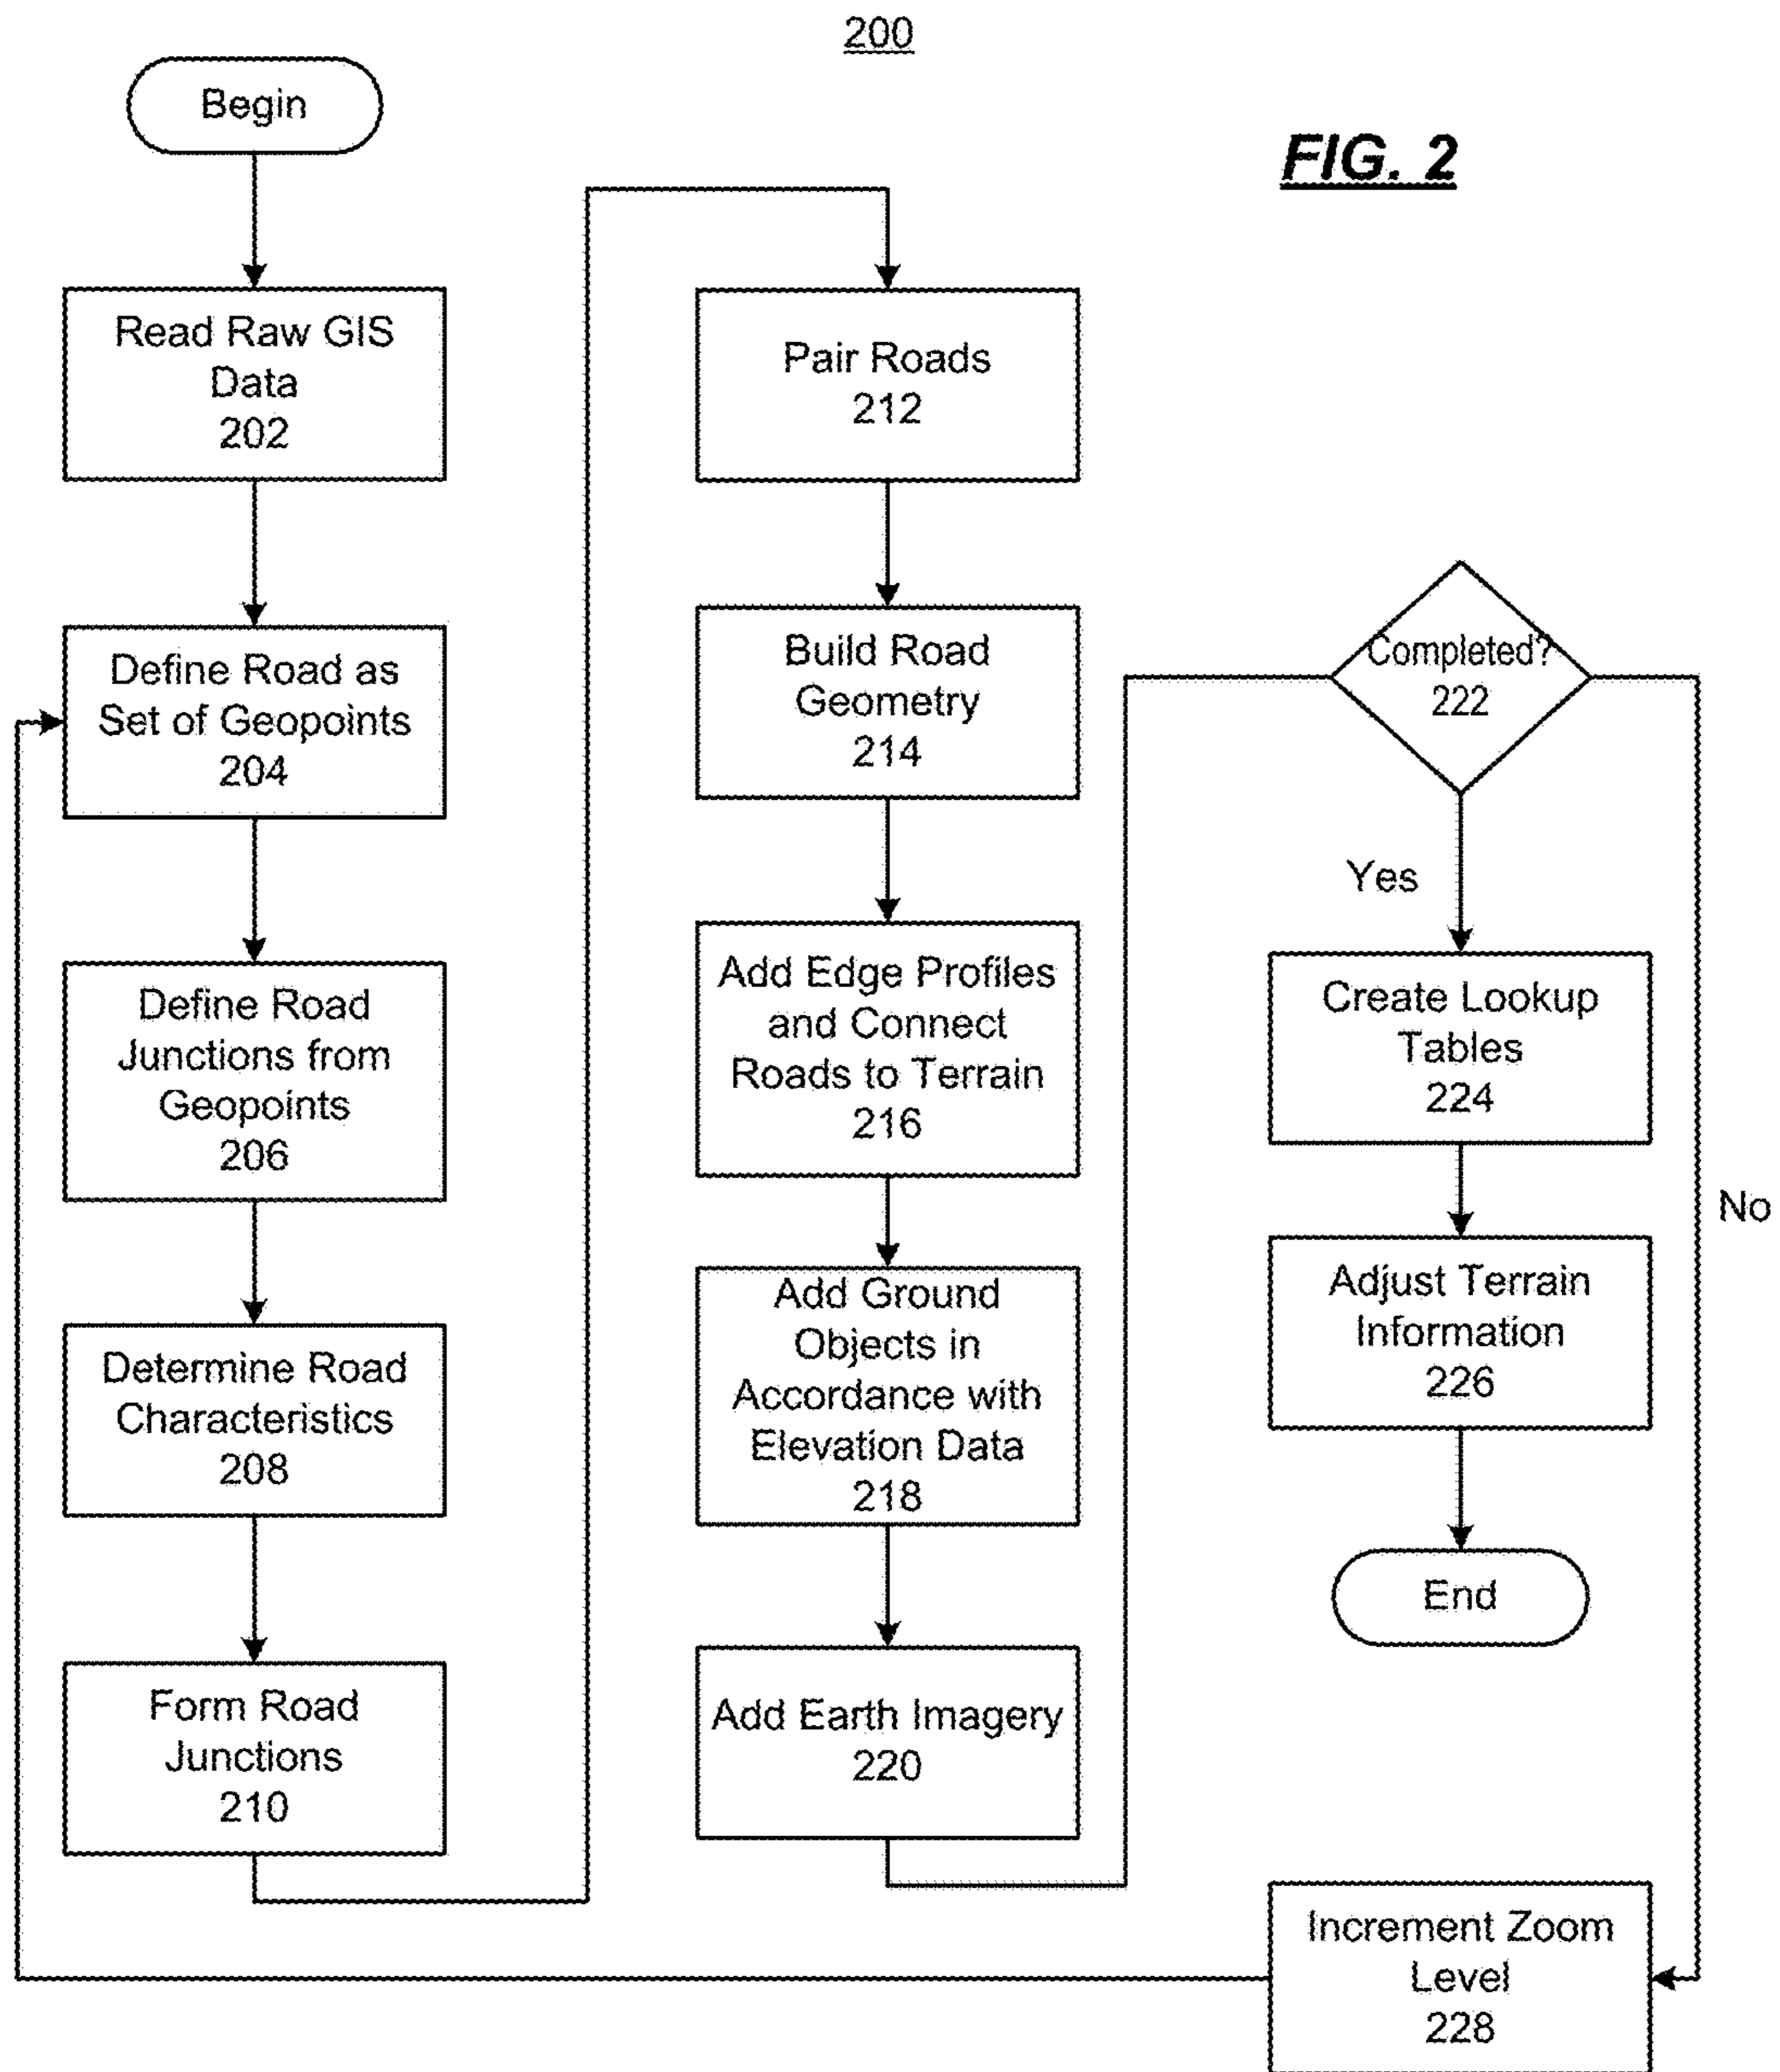 200
FIG. 2
Begin
Read Raw GIS
Data
202
Define Road as
Set of Geopoints
204
Define Road
Junctions from
Geopoints
206
Determine Road
Characteristics
208
Form Road
Junctions
210
Pair Roads
212
Build Road
Geometry
214
Add Edge Profiles
and Connect
Roads to Terrain
216
Add Ground
Objects in
Accordance with
Elevation Data
218
Add Earth Imagery
220
Completed?
222
Yes
No
Create Lookup
Tables
224
Adjust Terrain
Information
226
End
Increment Zoom
Level
228